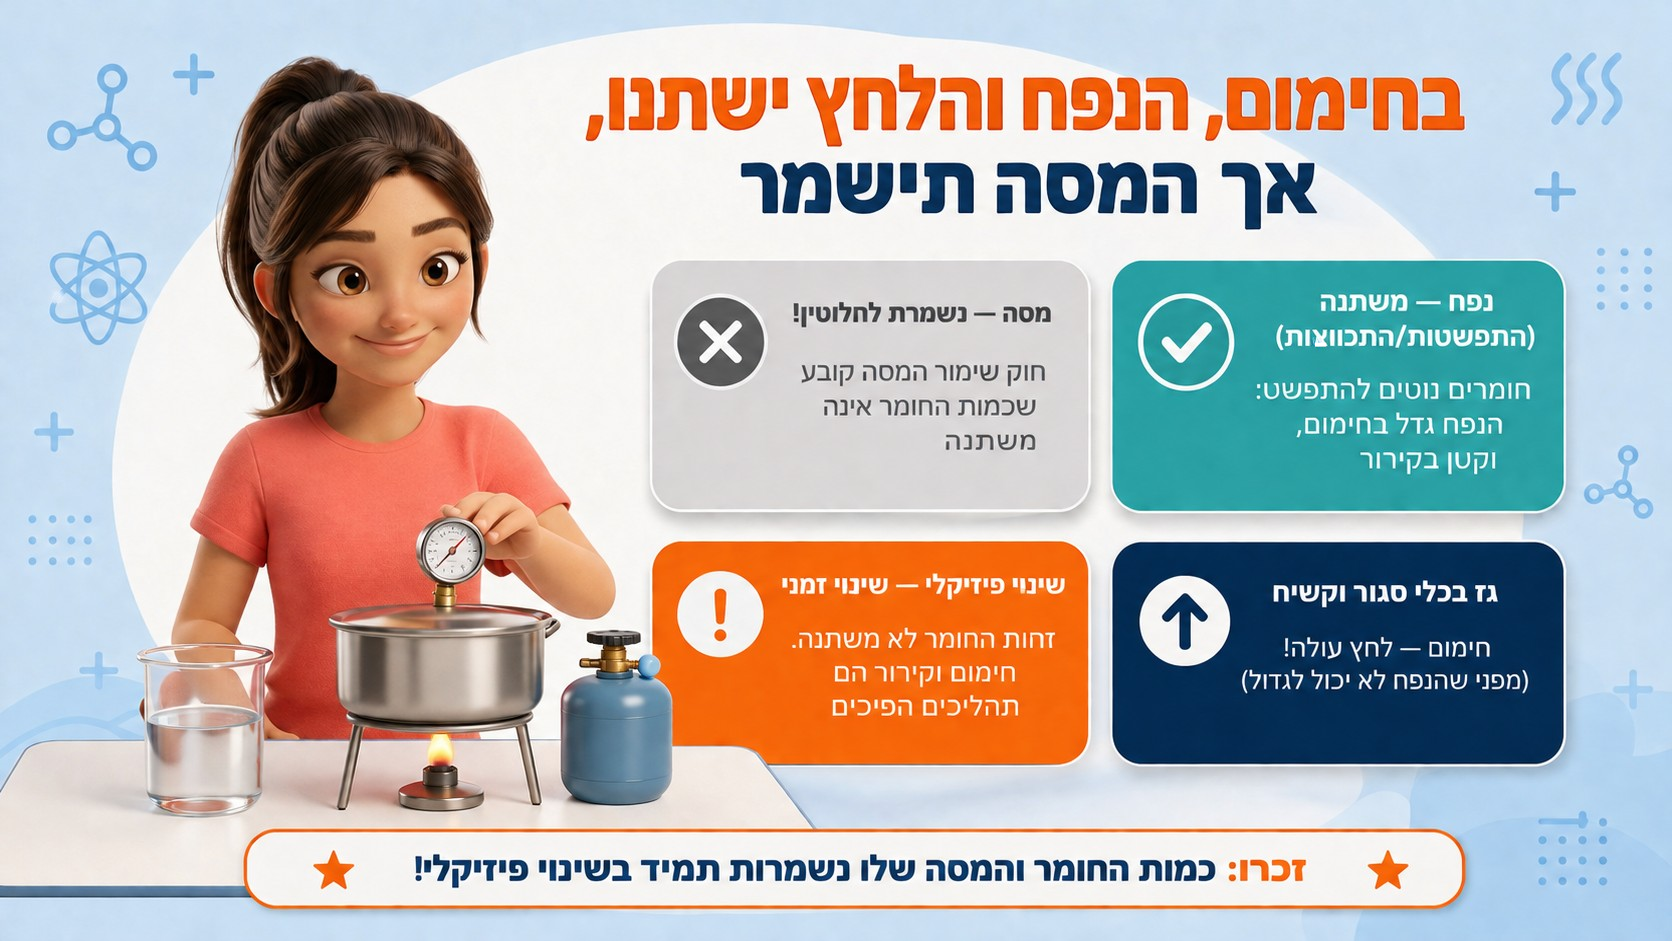 בחימום, הנפח והלחץ ישתנו,
אך המסה תישמר
נפח — משתנה
(התפשטות/התכווצות)
חומרים נוטים להתפשט:
הנפח גדל בחימום,
וקטן בקירור
מסה — נשמרת לחלוטין!
חוק שימור המסה קובע
שכמות החומר אינה
משתנה
גז בכלי סגור וקשיח
חימום — לחץ עולה!
(מפני שהנפח לא יכול לגדול)
שינוי פיזיקלי — שינוי זמני
זהות החומר לא משתנה.
חימום וקירור הם
תהליכים הפיכים
זכרו: כמות החומר והמסה שלו נשמרות תמיד בשינוי פיזיקלי!